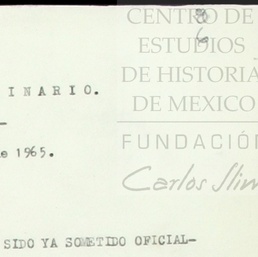 CENTRO DE
ESTUDIOS
DE HISTORIA
DE MEXICO
FUNDACIÓN
Carlos Slim
INARIO.
1965.
SIDO YA SOMETIDO OFICIAL-